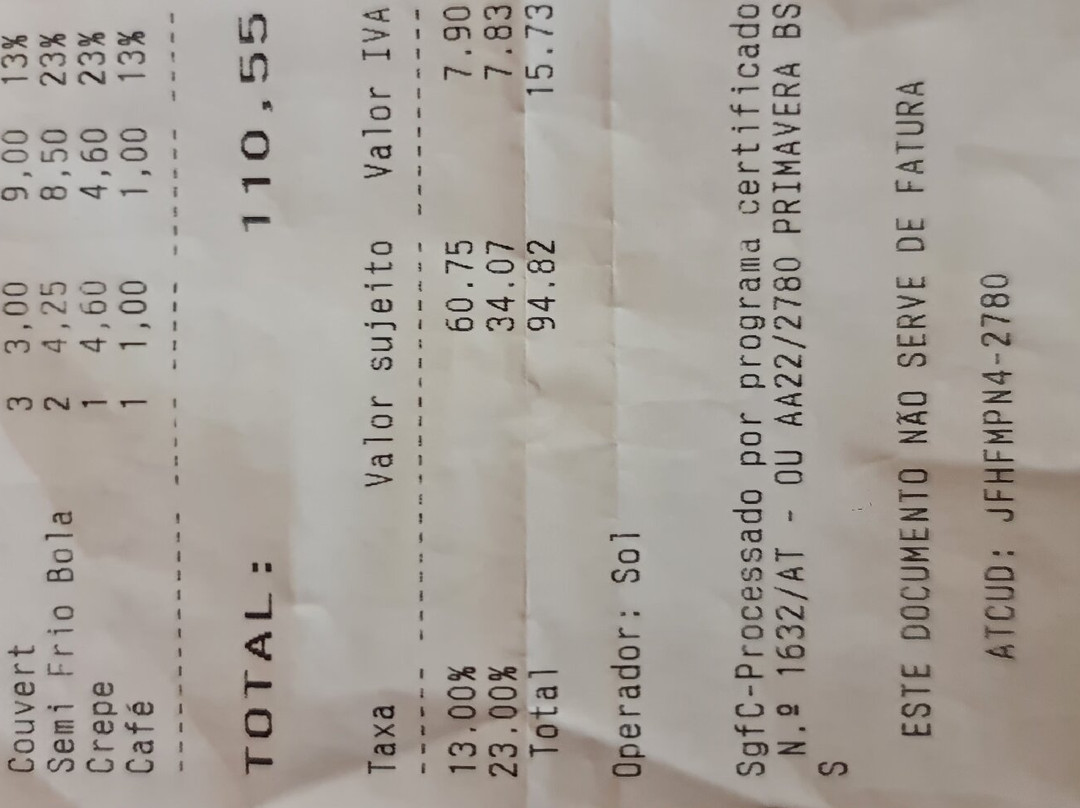 Couvert 3 3,00 9,00 13%
Semi Frio Bola 2 4,25 8,50 23%
Crepe 1 4,60 4,60 23%
Café 1 1,00 1,00 13%
TOTAL: 110,55
Taxa Valor sujeito Valor IVA
13.00% 60.75 7.90
23.00% 34.07 7.83
Total 94.82 15.73
Operador: Sol
SgfC-Processado por programa certificado
N.º 1632/AT - OU AA22/2780 PRIMAVERA BS
S
ESTE DOCUMENTO NÃO SERVE DE FATURA
ATCUD: JFHFMPN4-2780